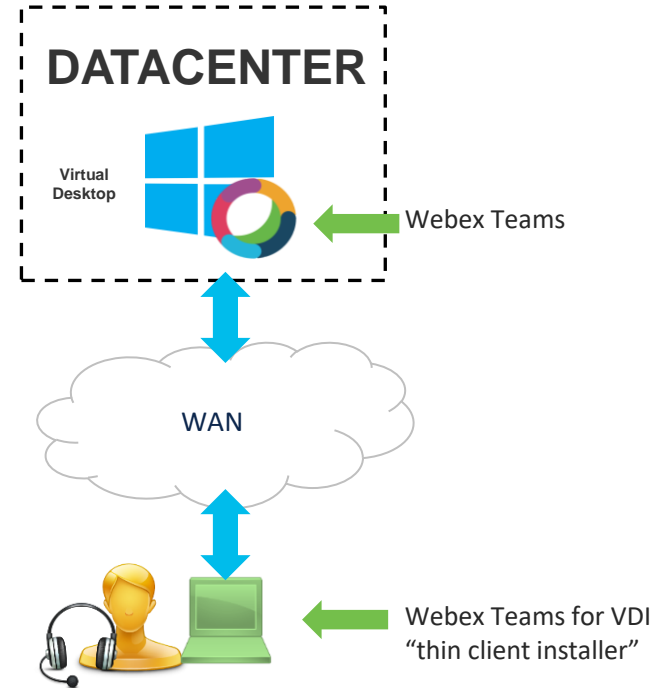 DATACENTER
Virtual
Desktop
Webex Teams
WAN
Webex Teams for VDI
“thin client installer”